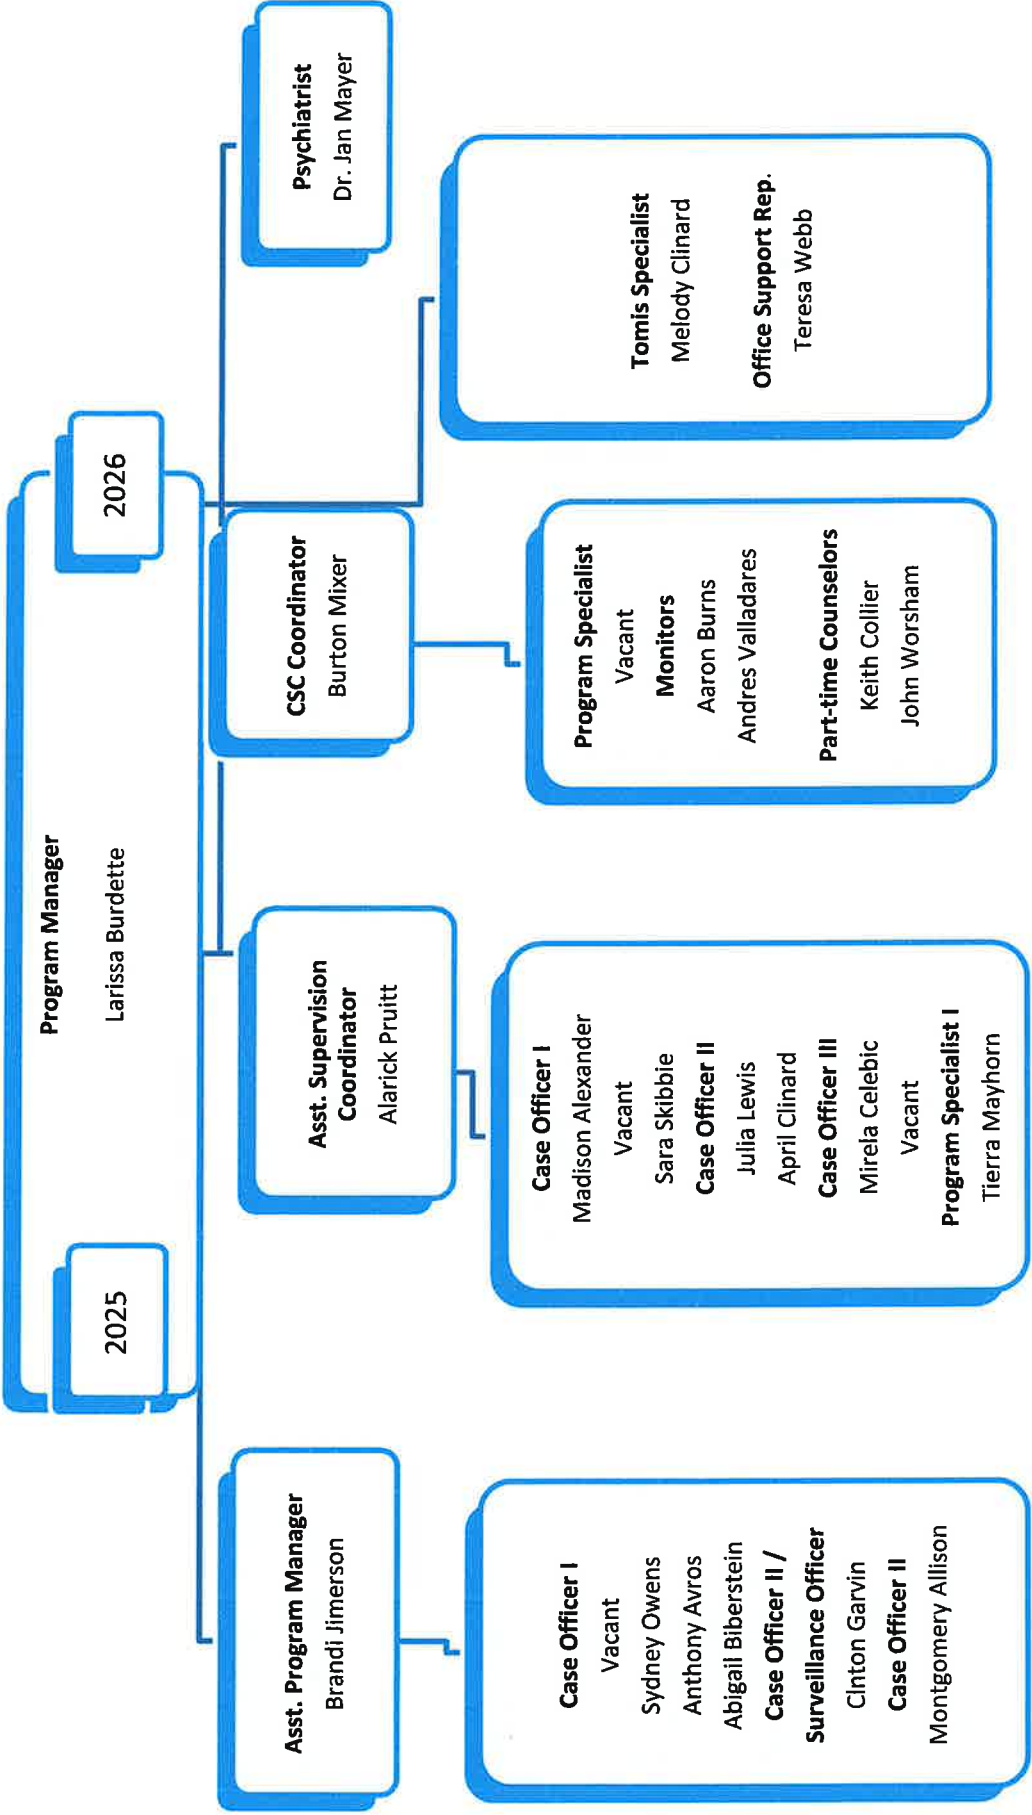 2025
Program Manager
Larissa Burdette
2026
Asst. Program Manager
Brandi Jimerson
Asst. Supervision
Coordinator
Alarick Pruitt
CSC Coordinator
Burton Mixer
Psychiatrist
Dr. Jan Mayer
Case Officer I
Vacant
Sydney Owens
Anthony Avros
Abigail Biberstein
Case Officer II /
Surveillance Officer
Clnton Garvin
Case Officer II
Montgomery Allison
Case Officer I
Madison Alexander
Vacant
Sara Skibbie
Case Officer II
Julia Lewis
April Clinard
Case Officer III
Mirela Celebic
Vacant
Program Specialist I
Tierra Mayhorn
Program Specialist
Vacant
Monitors
Aaron Burns
Andres Valladares
Part-time Counselors
Keith Collier
John Worsham
Tomis Specialist
Melody Clinard
Office Support Rep.
Teresa Webb